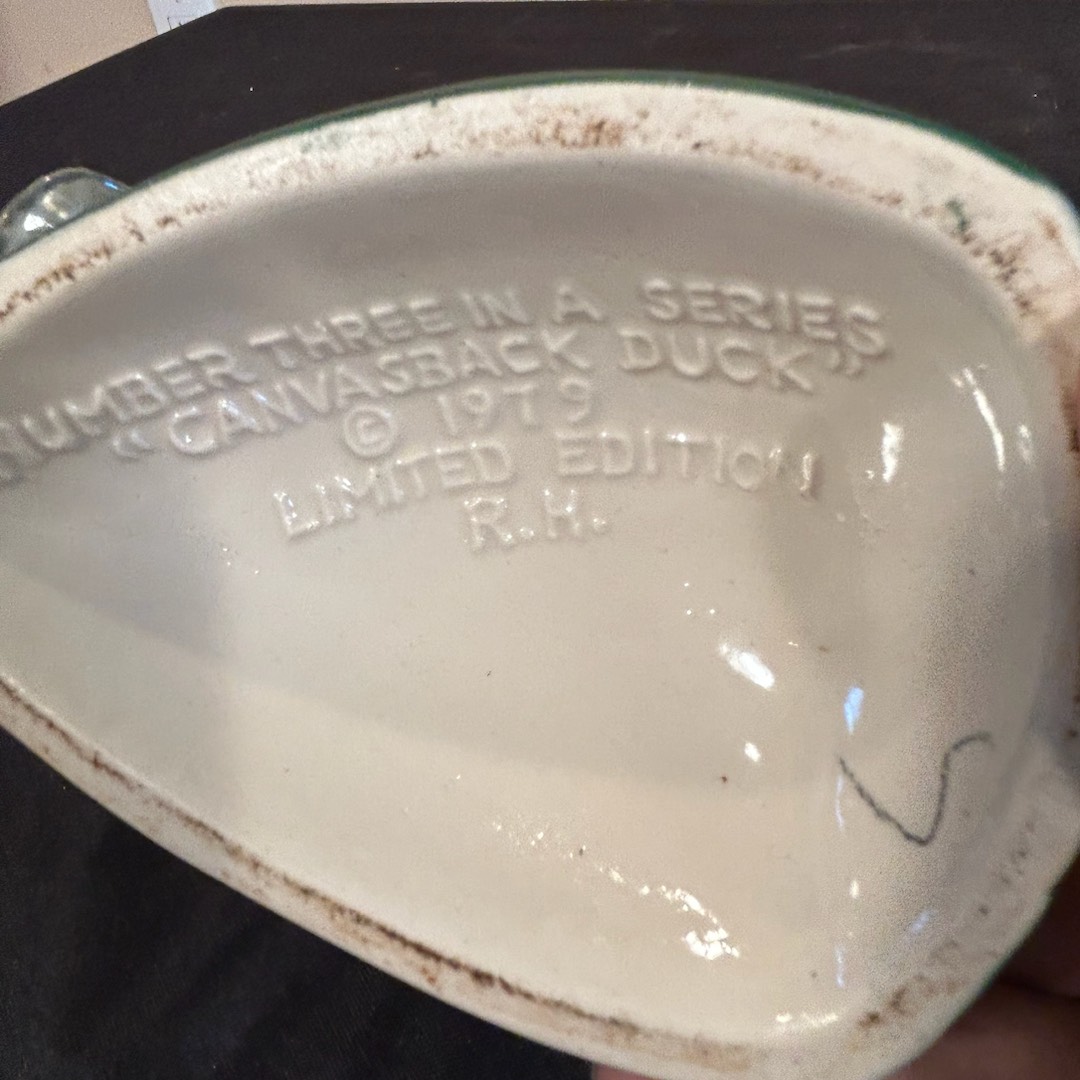 NUMBER THREE IN A SERIES
"CANVASBACK DUCK"
© 1979
LIMITED EDITION
R.H.